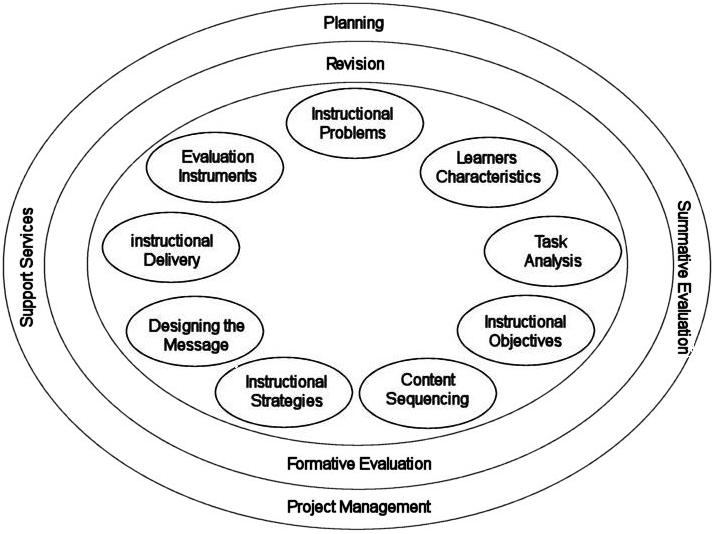 Planning
Revision
Instructional
Problems
Evaluation
Instruments
Learners
Characteristics
instructional
Delivery
Task
Analysis
Support Services
Summative Evaluation
Designing the
Message
Instructional
Objectives
Instructional
Strategies
Content
Sequencing
Formative Evaluation
Project Management